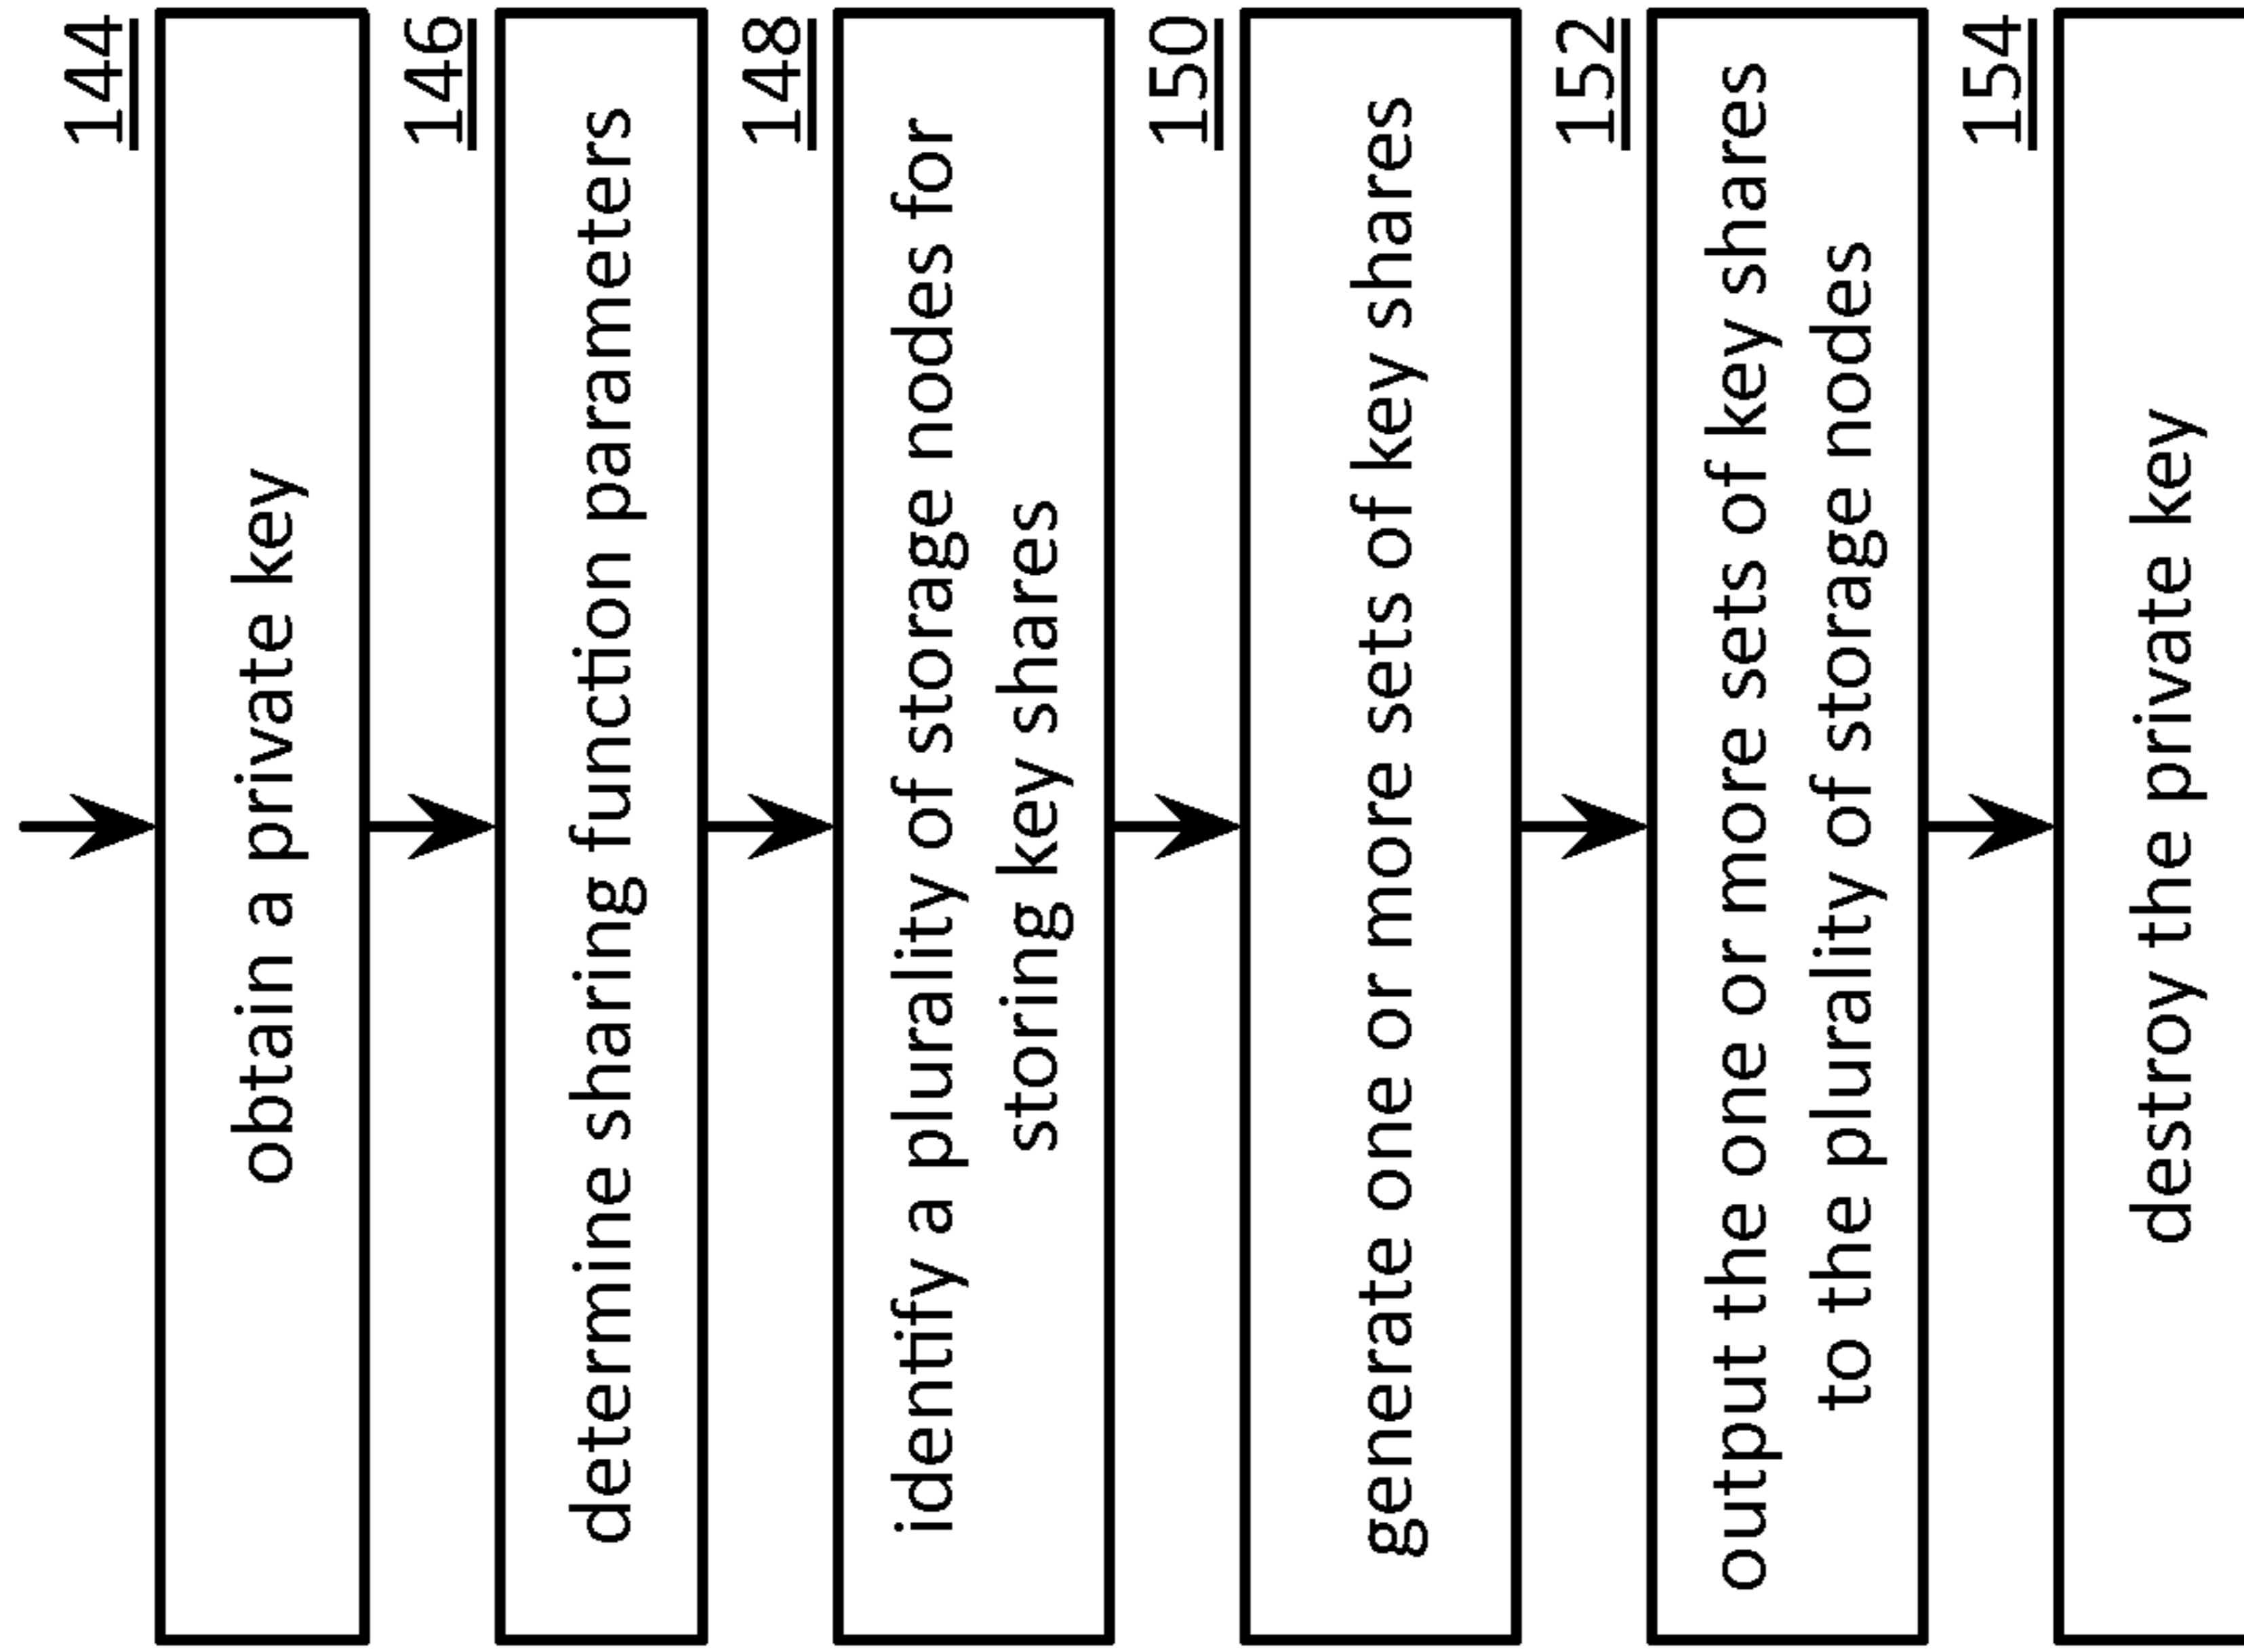 144
obtain a private key
146
determine sharing function parameters
148
identify a plurality of storage nodes for
storing key shares
150
generate one or more sets of key shares
152
output the one or more sets of key shares
to the plurality of storage nodes
154
destroy the private key